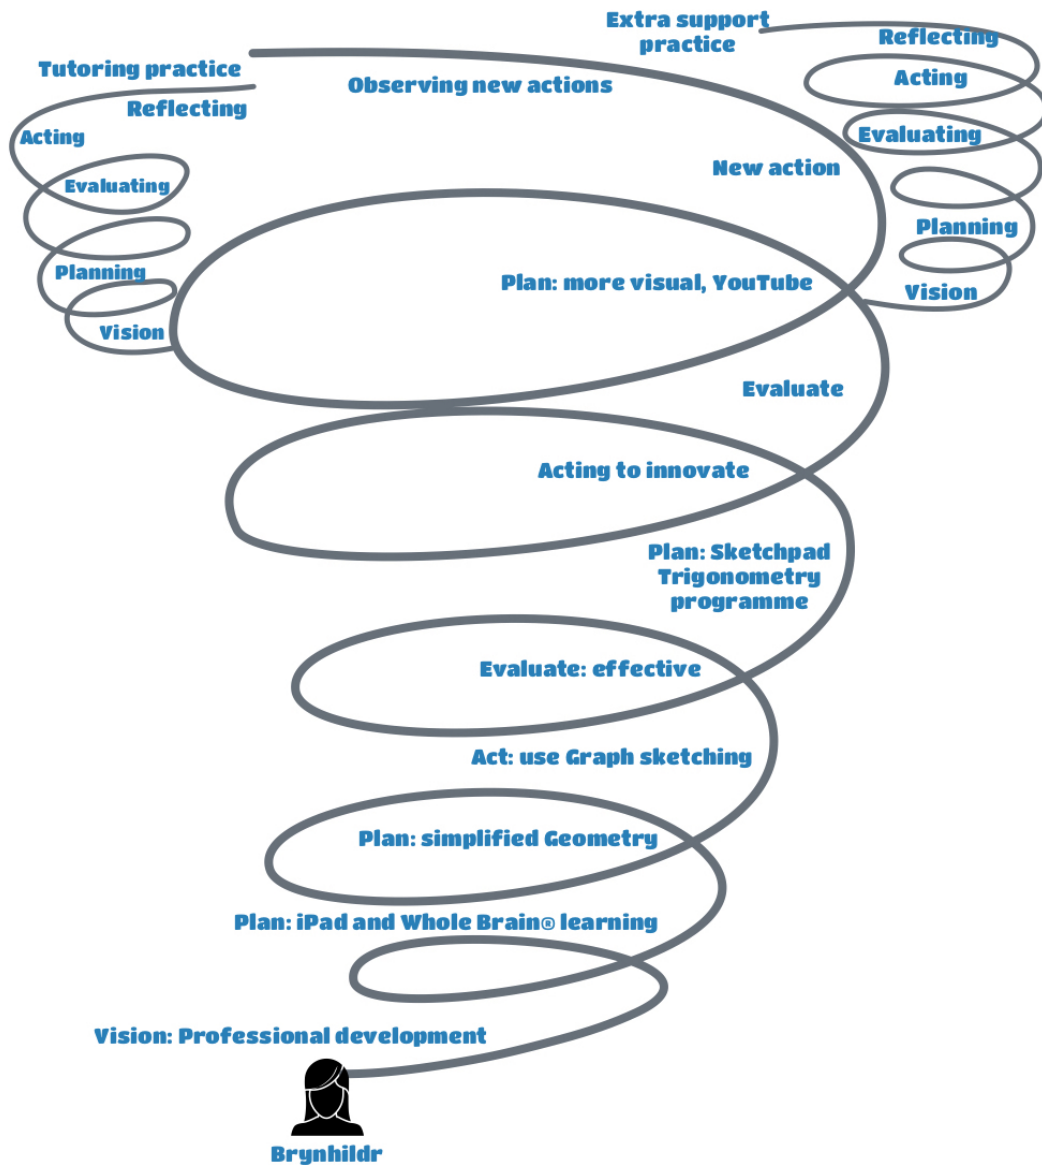 Extra support
practice
Reflecting
Tutoring practice
Observing new actions
Acting
Reflecting
Acting
Evaluating
New action
Evaluating
Planning
Planning
Plan: more visual, YouTube
Vision
Vision
Evaluate
Acting to innovate
Plan: Sketchpad
Trigonometry
programme
Evaluate: effective
Act: use Graph sketching
Plan: simplified Geometry
Plan: iPad and Whole Brain® learning
Vision: Professional development
Brynhildr